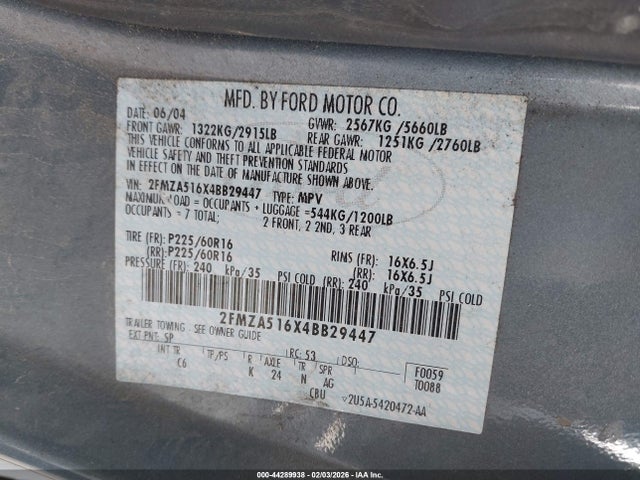 MFD. BY FORD MOTOR CO.
DATE: 06/04 GVWR: 2567KG /5660LB
FRONT GAWR: 1322KG/2915LB REAR GAWR: 1251KG /2760LB
THIS VEHICLE CONFORMS TO ALL APPLICABLE FEDERAL MOTOR
VEHICLE SAFETY AND THEFT PREVENTION STANDARDS
IN EFFECT ON THE DATE OF MANUFACTURE SHOWN ABOVE.
VIN: 2FMZA516X4BB29447 TYPE: MPV
MAXIMUM LOAD = OCCUPANTS + LUGGAGE =544KG/1200LB
OCCUPANTS = 7 TOTAL; 2 FRONT, 2 2ND, 3 REAR
TIRE (FR): P225/60R16 RIMS (FR): 16X6.5J
(RR): P225/60R16 (RR): 16X6.5J
PRESSURE (FR): 240 kPa/35 PSI COLD (RR): 240 kPa/35 PSI COLD
2FMZA516X4BB29447
TRAILER TOWING - SEE OWNER GUIDE
EXT PNT: SP RC: 53 DSO: F0059
INT TR TP/PS R AXLE TR SPR T0088
C6 K 24 N AG
CBU 2U5A-5420472-AA
000-44289938 - 02/03/2026 - IAA Inc.